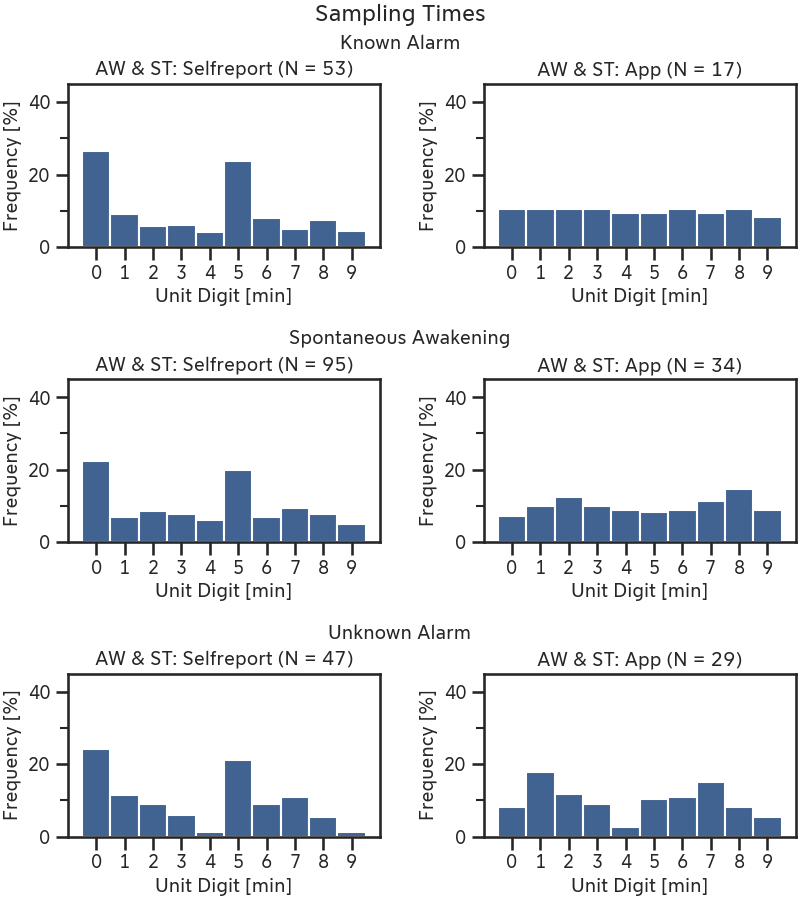 Sampling Times
Known Alarm
AW & ST: Selfreport (N = 53)
AW & ST: App (N = 17)
Frequency [%]
40
20
0
0 1 2 3 4 5 6 7 8 9
Unit Digit [min]
Frequency [%]
40
20
0
0 1 2 3 4 5 6 7 8 9
Unit Digit [min]
Spontaneous Awakening
AW & ST: Selfreport (N = 95)
AW & ST: App (N = 34)
Frequency [%]
40
20
0
0 1 2 3 4 5 6 7 8 9
Unit Digit [min]
Frequency [%]
40
20
0
0 1 2 3 4 5 6 7 8 9
Unit Digit [min]
Unknown Alarm
AW & ST: Selfreport (N = 47)
AW & ST: App (N = 29)
Frequency [%]
40
20
0
0 1 2 3 4 5 6 7 8 9
Unit Digit [min]
Frequency [%]
40
20
0
0 1 2 3 4 5 6 7 8 9
Unit Digit [min]